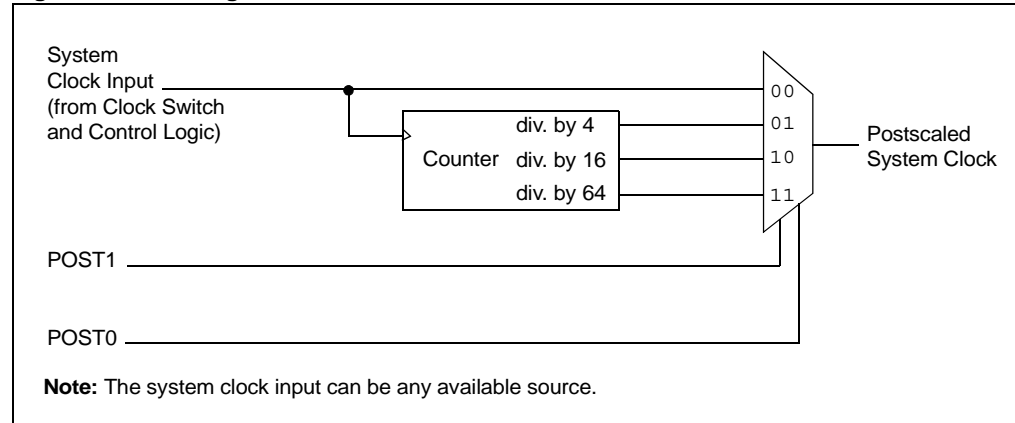 System
Clock Input
(from Clock Switch
and Control Logic)
00
div. by 4
01
Counter
div. by 16
10
div. by 64
11
Postscaled
System Clock
POST1
POST0
Note: The system clock input can be any available source.